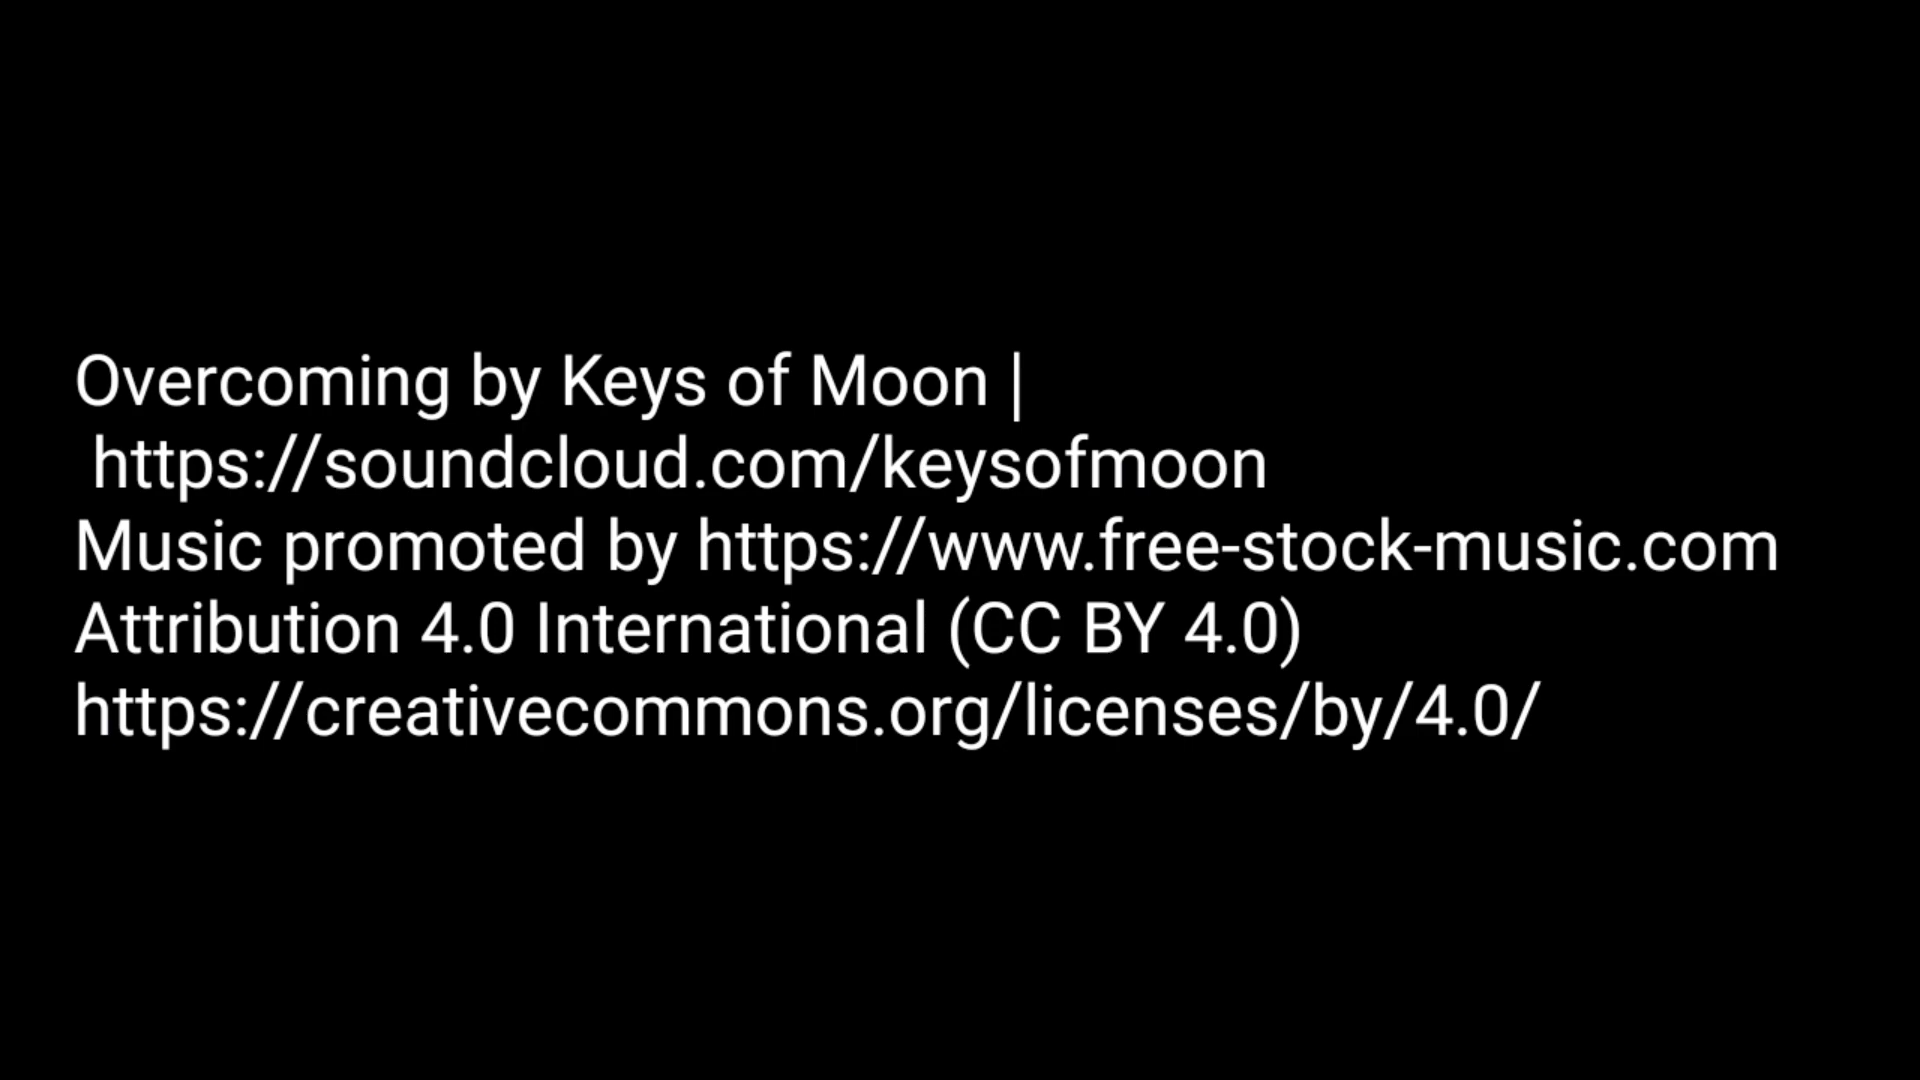 Overcoming by Keys of Moon |
https://soundcloud.com/keysofmoon
Music promoted by https://www.free-stock-music.com
Attribution 4.0 International (CC BY 4.0)
https://creativecommons.org/licenses/by/4.0/